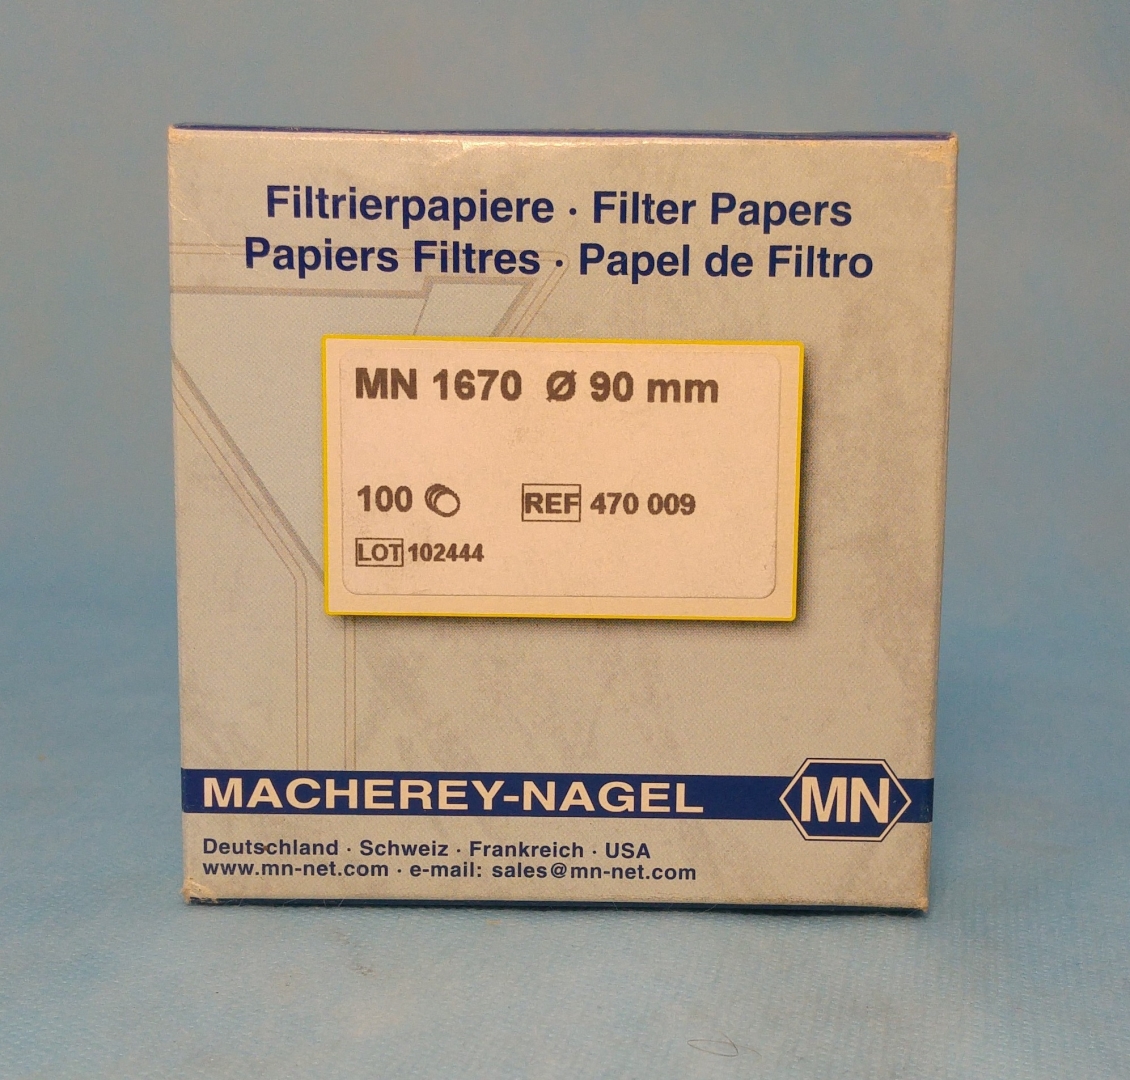 Filtrierpapiere · Filter Papers
Papiers Filtres · Papel de Filtro
MN 1670 Ø 90 mm
100 REF 470 009
LOT 102444
MACHEREY-NAGEL MN
Deutschland · Schweiz · Frankreich · USA
www.mn-net.com · e-mail: sales@mn-net.com